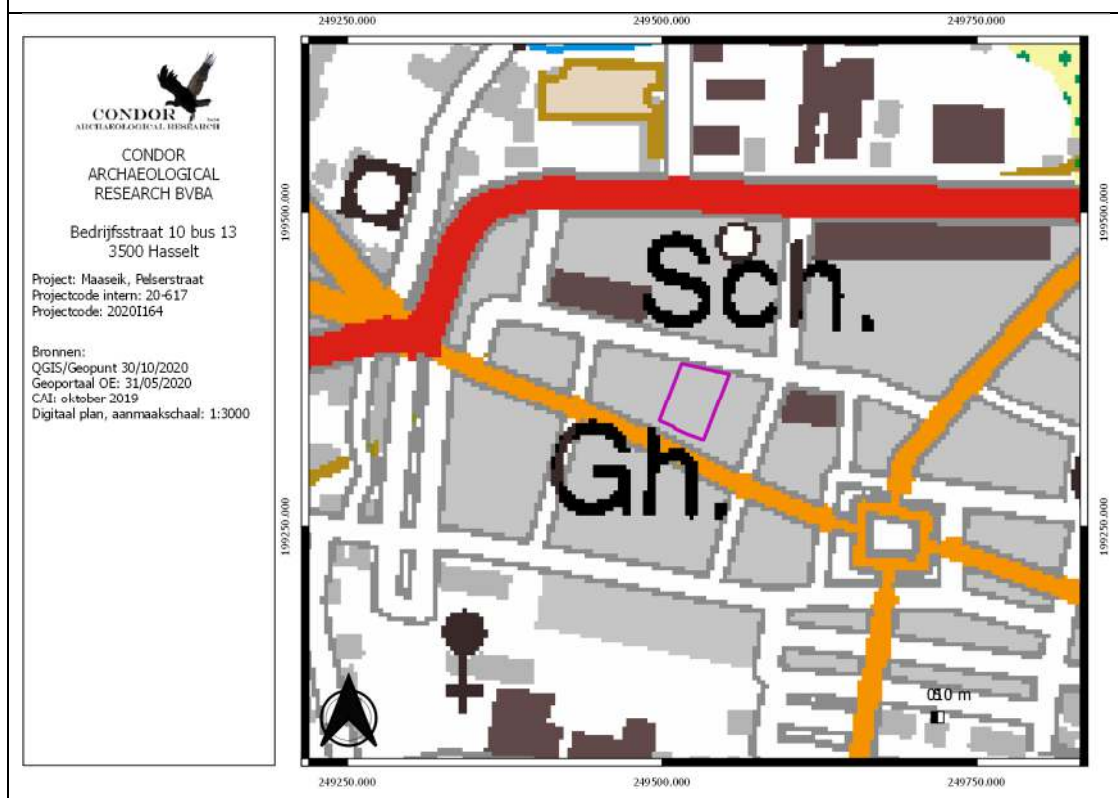 CONDOR
ARCHAEOLOGICAL RESEARCH
CONDOR
ARCHAEOLOGICAL
RESEARCH BVBA
Bedrijfsstraat 10 bus 13
3500 Hasselt
Project: Maaseik, Pelserstraat
Projectcode intern: 20-617
Projectcode: 2020I164
Bronnen:
QGIS/Geopunt 30/10/2020
Geoportaal OE: 31/05/2020
CAI: oktober 2019
Digitaal plan, aanmaakschaal: 1:3000
249250.000 249500.000 249750.000
199500.000 199500.000
Sch.
Gh.
199250.000 199250.000
m
249250.000 249500.000 249750.000